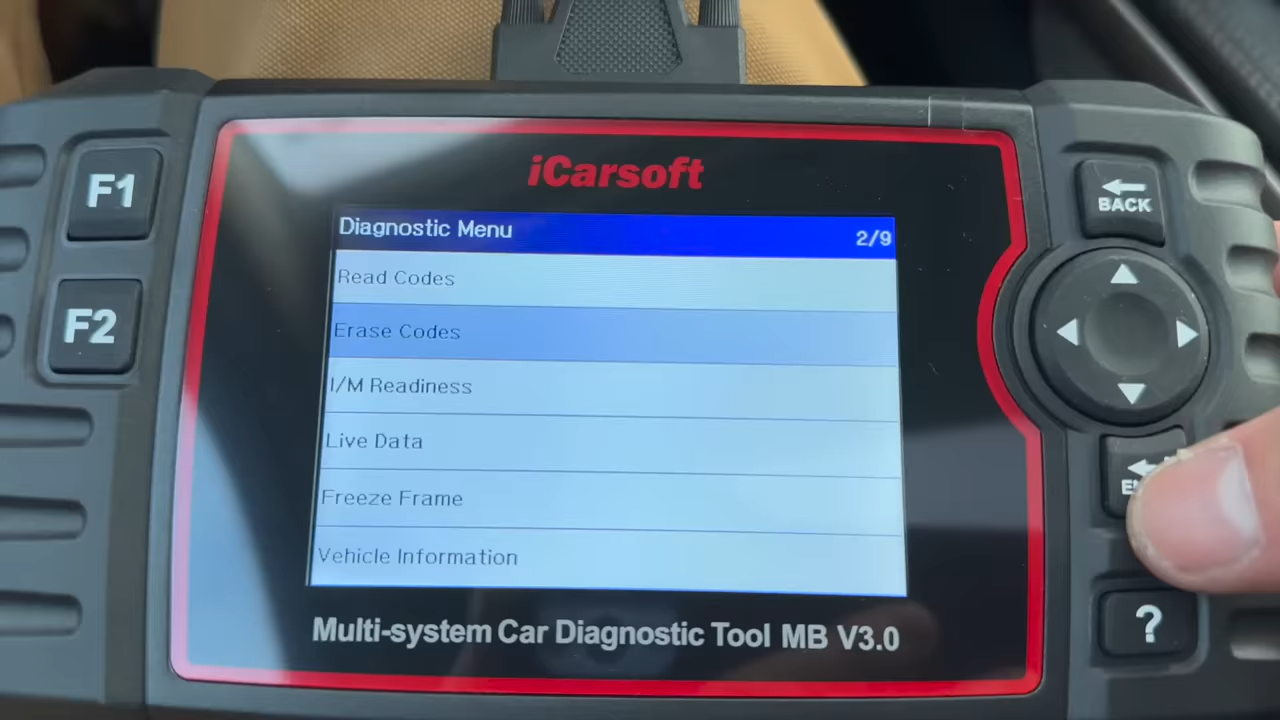 iCarsoft
F1
F2
Diagnostic Menu 2/9
Read Codes
Erase Codes
I/M Readiness
Live Data
Freeze Frame
Vehicle Information
Multi-system Car Diagnostic Tool MB V3.0
BACK
?